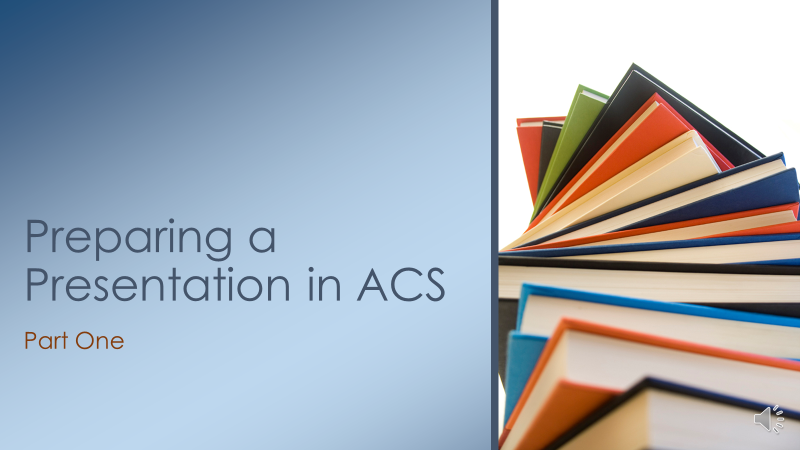 Preparing a
Presentation in ACS
Part One